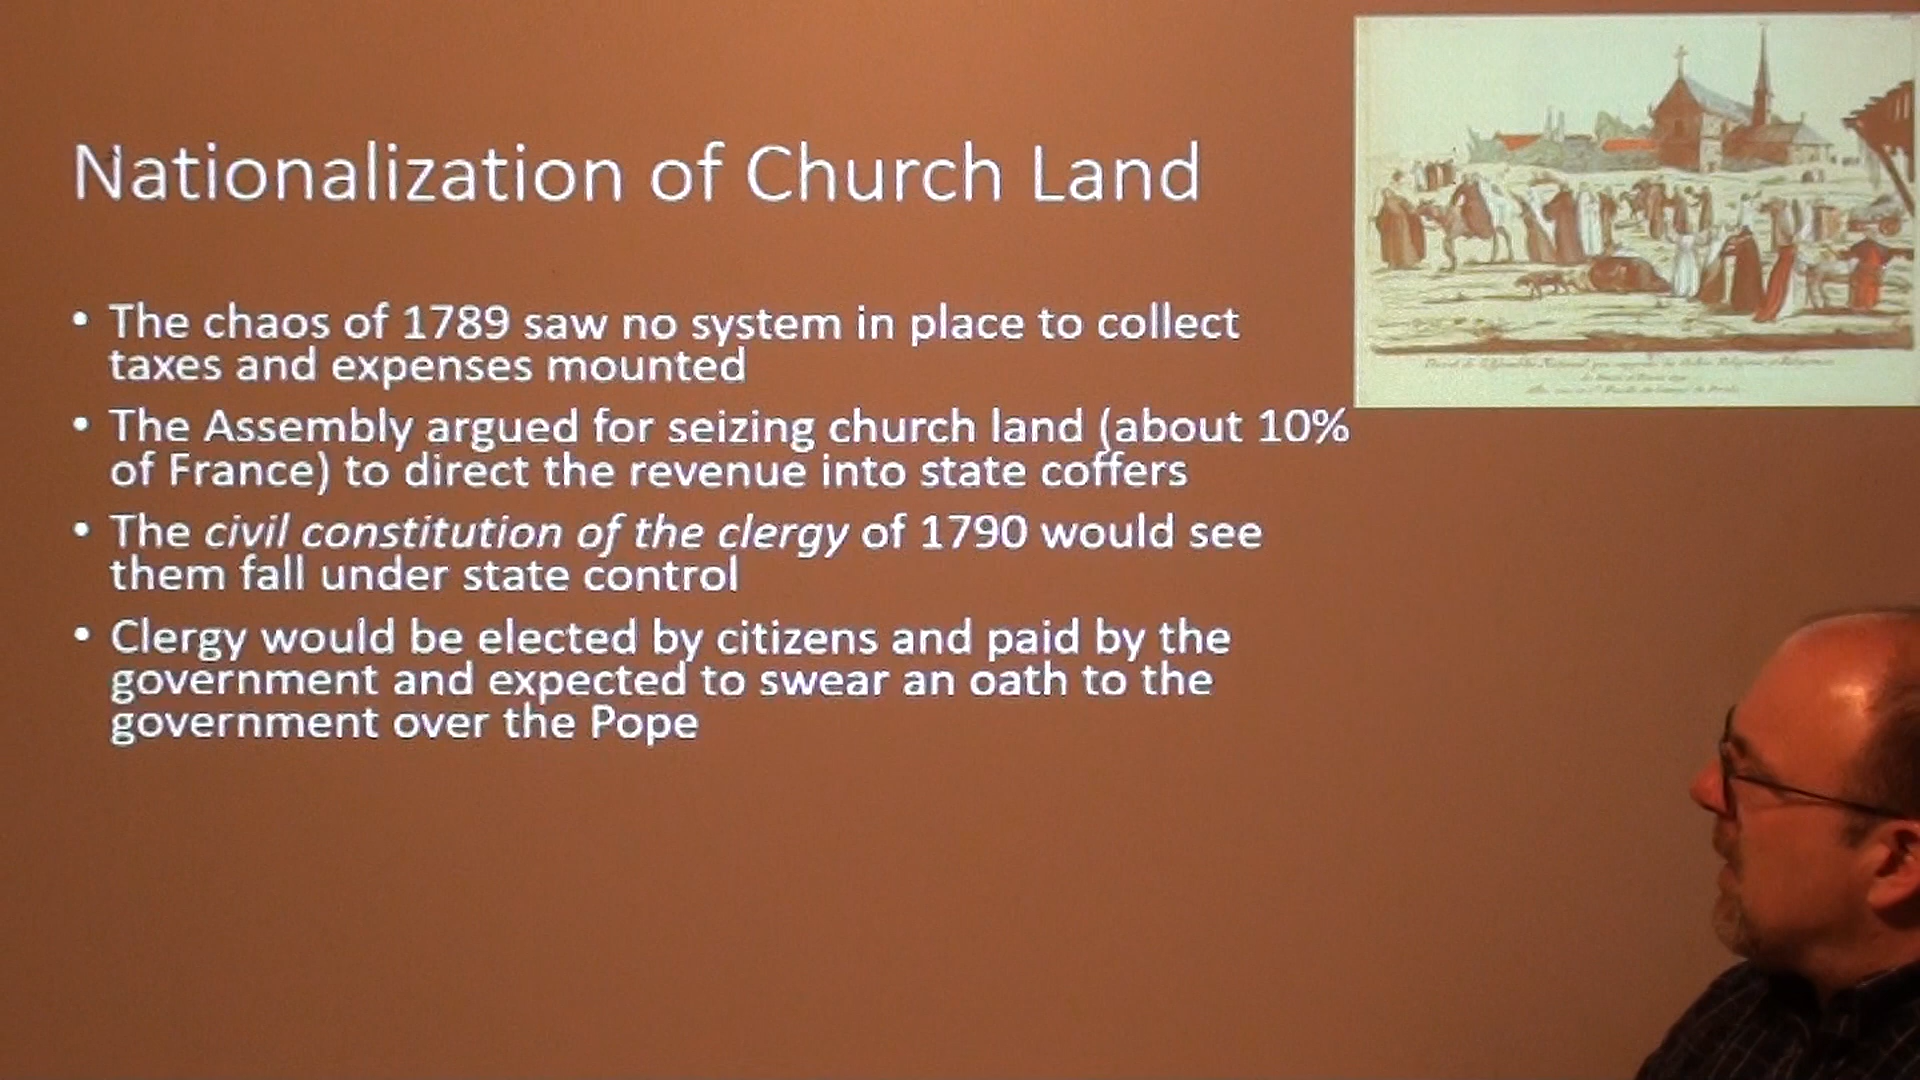 Nationalization of Church Land
• The chaos of 1789 saw no system in place to collect
taxes and expenses mounted
• The Assembly argued for seizing church land (about 10%
of France) to direct the revenue into state coffers
• The civil constitution of the clergy of 1790 would see
them fall under state control
• Clergy would be elected by citizens and paid by the
government and expected to swear an oath to the
government over the Pope